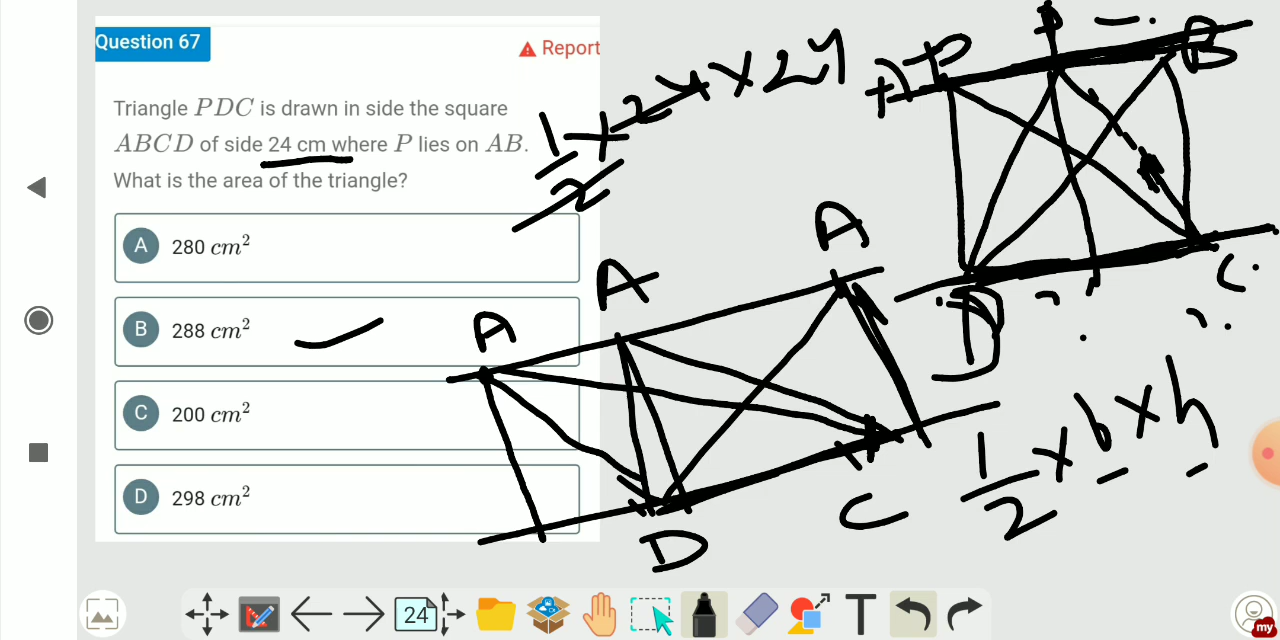 Question 67
Report
Triangle PDC is drawn in side the square
ABCD of side 24 cm where P lies on AB.
What is the area of the triangle?
A 280 cm²
B 288 cm²
C 200 cm²
D 298 cm²
1/2 × 24 × 24
A P P B
D C
A A A
D C
1/2 × b × h
24
T
my